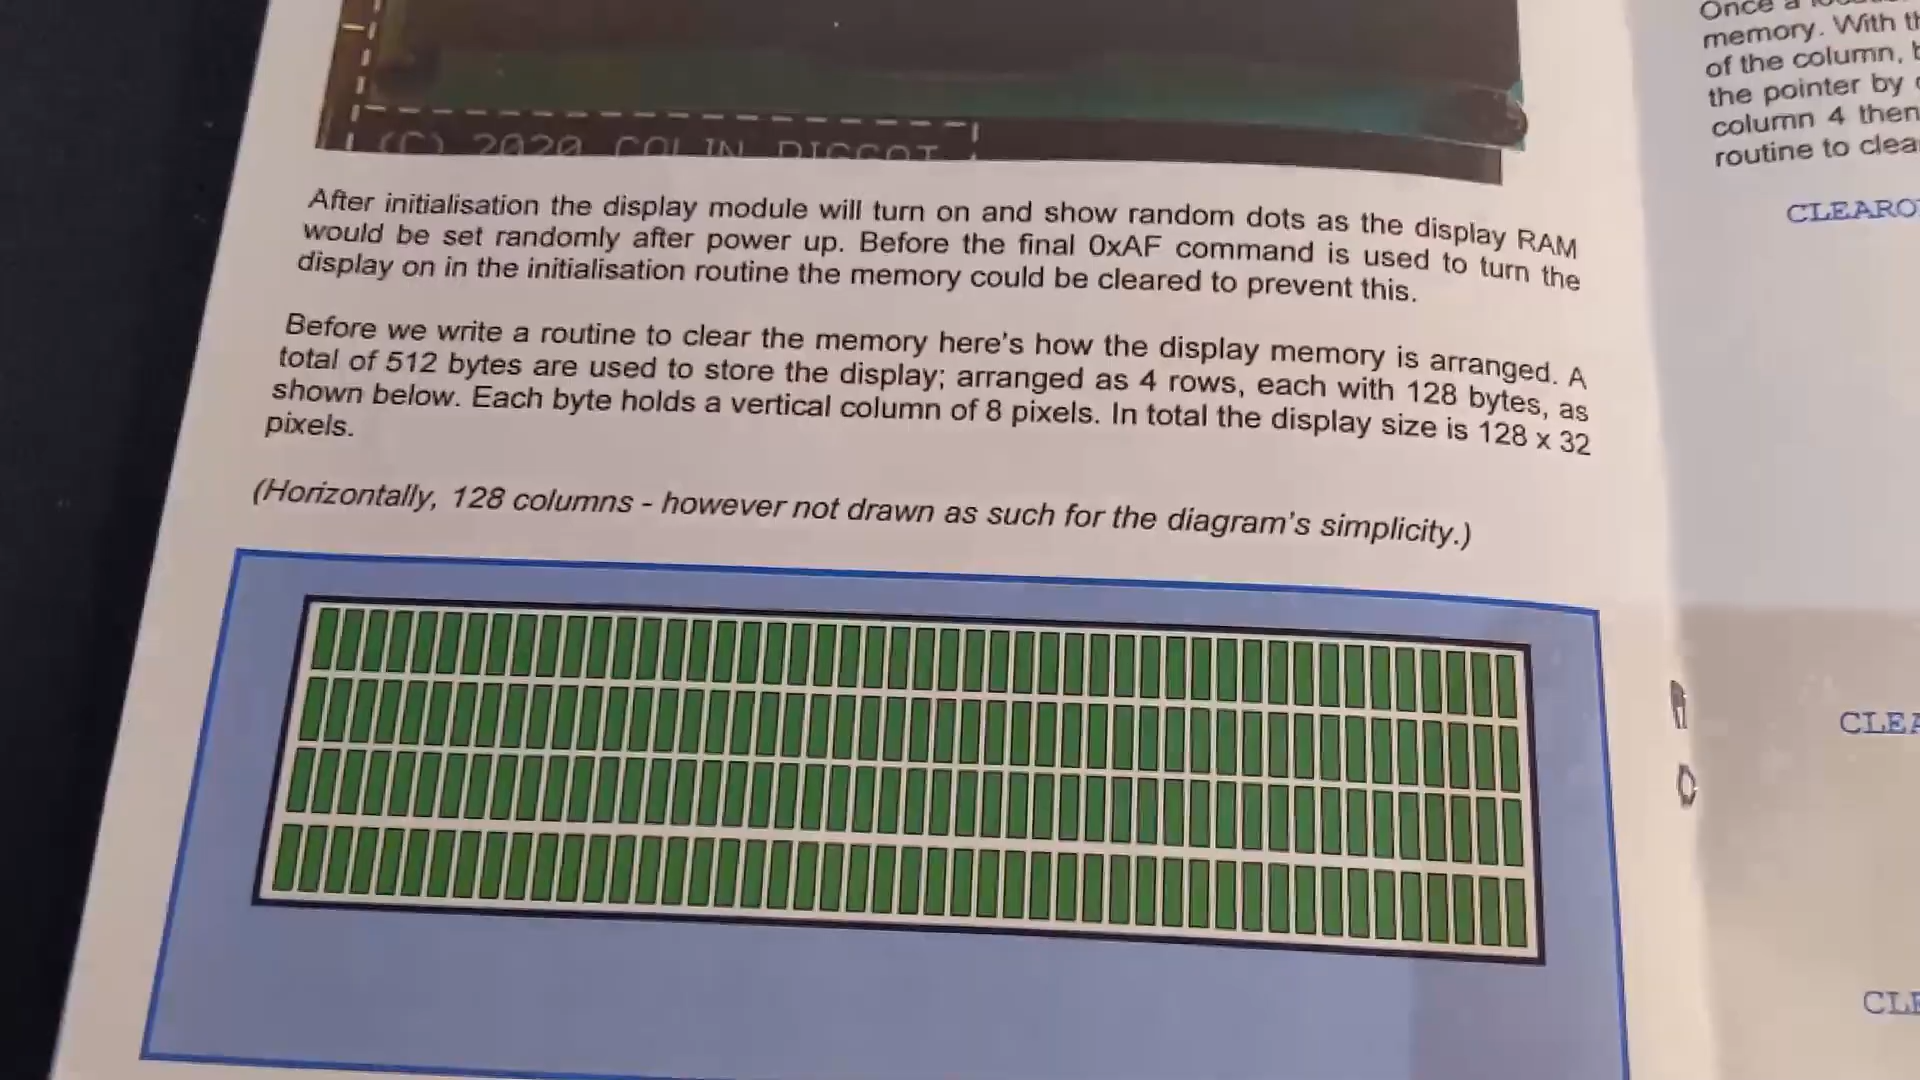 (C) 2020 COLIN DIGGOT
After initialisation the display module will turn on and show random dots as the display RAM
would be set randomly after power up. Before the final 0xAF command is used to turn the
display on in the initialisation routine the memory could be cleared to prevent this.
Before we write a routine to clear the memory here's how the display memory is arranged. A
total of 512 bytes are used to store the display; arranged as 4 rows, each with 128 bytes, as
shown below. Each byte holds a vertical column of 8 pixels. In total the display size is 128 x 32
pixels.
(Horizontally, 128 columns - however not drawn as such for the diagram's simplicity.)
Once a
memory. With
of the column,
the pointer by
column 4 then
routine to